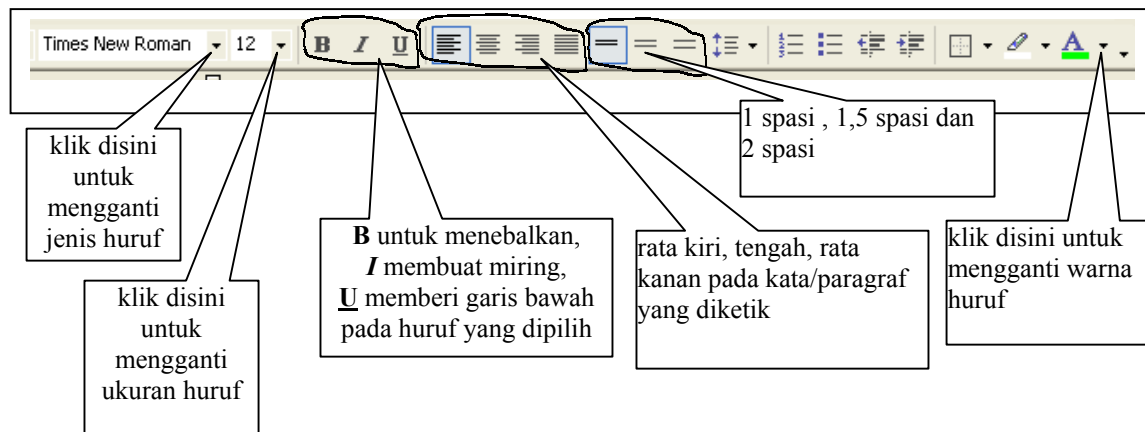 Times New Roman 12 B I U A
1 spasi , 1,5 spasi dan
2 spasi
klik disini
untuk
mengganti
jenis huruf
B untuk menebalkan,
I membuat miring,
U memberi garis bawah
pada huruf yang dipilih
rata kiri, tengah, rata
kanan pada kata/paragraf
yang diketik
klik disini untuk
mengganti warna
huruf
klik disini
untuk
mengganti
ukuran huruf